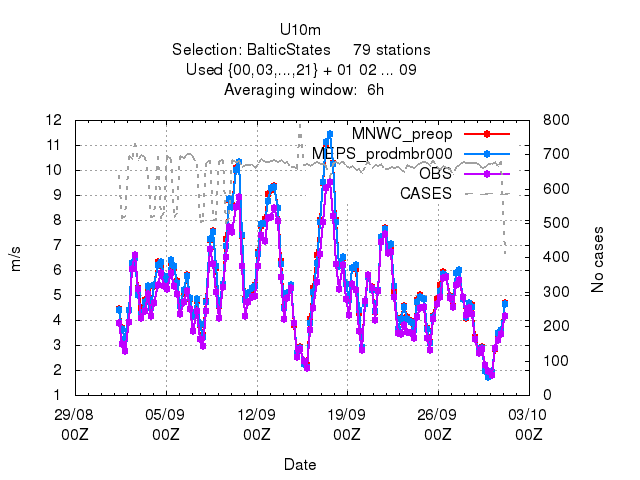 U10m
Selection: BalticStates 79 stations
Used {00,03,...,21} + 01 02 ... 09
Averaging window: 6h
MNWC_preop
MEPS_prodmbr000
OBS
CASES
12
11
10
9
8
7
6
5
4
3
2
1
m/s
800
700
600
500
400
300
200
100
0
No cases
29/08 05/09 12/09 19/09 26/09 03/10
00Z 00Z 00Z 00Z 00Z 00Z
Date